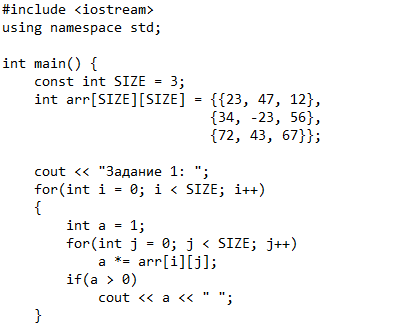 #include <iostream>
using namespace std;

int main() {
    const int SIZE = 3;
    int arr[SIZE][SIZE] = {{23, 47, 12},
                          {34, -23, 56},
                          {72, 43, 67}};

    cout << "Задание 1: ";
    for(int i = 0; i < SIZE; i++)
    {
        int a = 1;
        for(int j = 0; j < SIZE; j++)
            a *= arr[i][j];
        if(a > 0)
            cout << a << " ";
    }